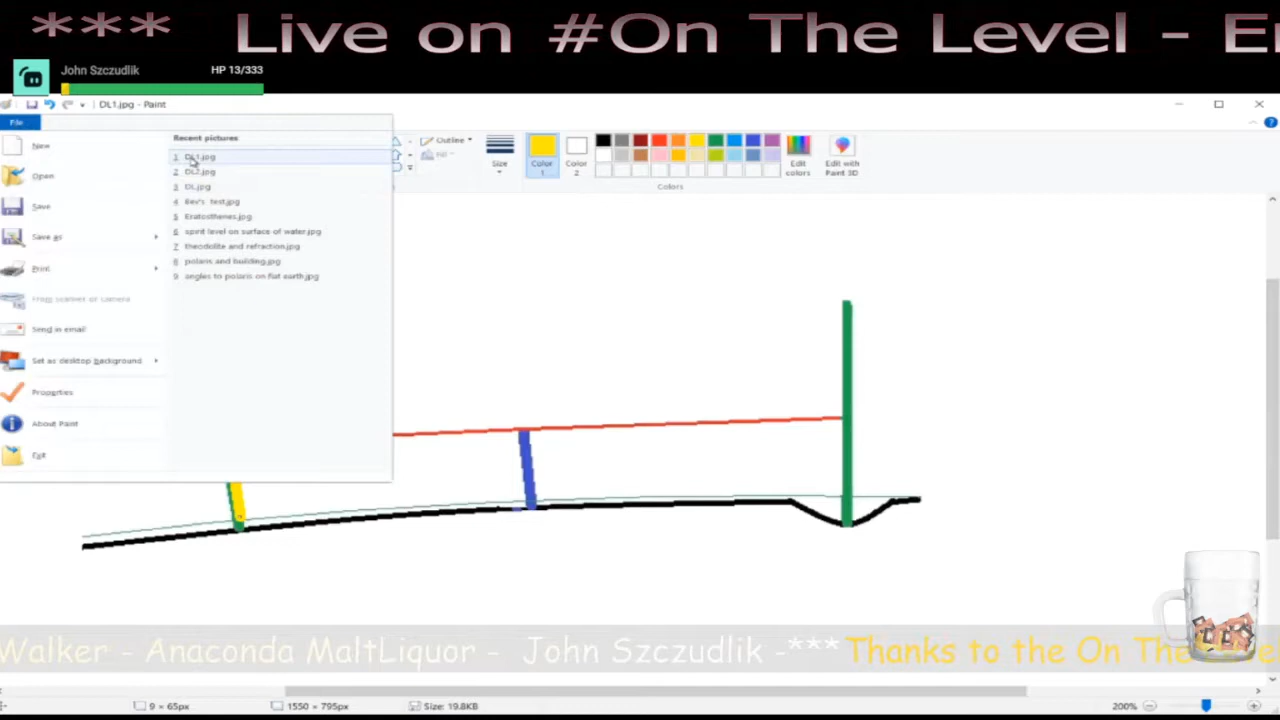 *** Live on #On The Level - E
John Szczudlik HP 13/333
DL1.jpg - Paint
File
Recent pictures
New
1 DL1.jpg
Open
2 DL2.jpg
3 DL.jpg
Save
4 Bev's test.jpg
5 Eratosthenes.jpg
Save as
6 spirit level on surface of water.jpg
7 theodolite and refraction.jpg
Print
8 polaris and building.jpg
9 angles to polaris on flat earth.jpg
From scanner or camera
Send in email
Set as desktop background
Properties
About Paint
Exit
Outline
Fill
Size
Color 1
Color 2
Edit colors
Edit with Paint 3D
Colors
Walker - Anaconda MaltLiquor - John Szczudlik -*** Thanks to the On The Level
9 × 65px
1550 × 795px
Size: 19.8KB
200%